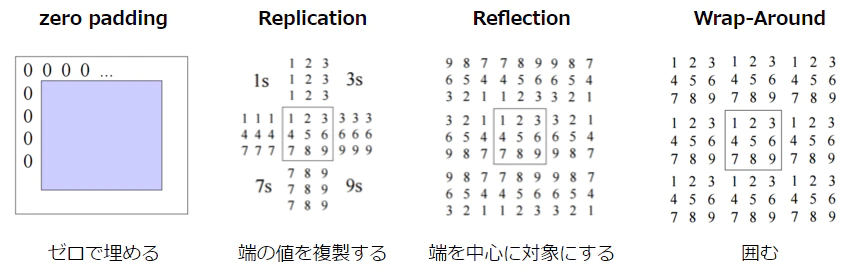 zero padding
0 0 0 0 ...
0
0
0
0
ゼロで埋める
Replication
1 2 3
1s 1 2 3 3s
1 2 3
1 1 1 1 2 3 3 3 3
4 4 4 4 5 6 6 6 6
7 7 7 7 8 9 9 9 9
7 8 9
7s 7 8 9 9s
7 8 9
端の値を複製する
Reflection
9 8 7 7 8 9 9 8 7
6 5 4 4 5 6 6 5 4
3 2 1 1 2 3 3 2 1
3 2 1 1 2 3 3 2 1
6 5 4 4 5 6 6 5 4
9 8 7 7 8 9 9 8 7
9 8 7 7 8 9 9 8 7
6 5 4 4 5 6 6 5 4
3 2 1 1 2 3 3 2 1
端を中心に対象にする
Wrap-Around
1 2 3 1 2 3 1 2 3
4 5 6 4 5 6 4 5 6
7 8 9 7 8 9 7 8 9
1 2 3 1 2 3 1 2 3
4 5 6 4 5 6 4 5 6
7 8 9 7 8 9 7 8 9
1 2 3 1 2 3 1 2 3
4 5 6 4 5 6 4 5 6
7 8 9 7 8 9 7 8 9
囲む